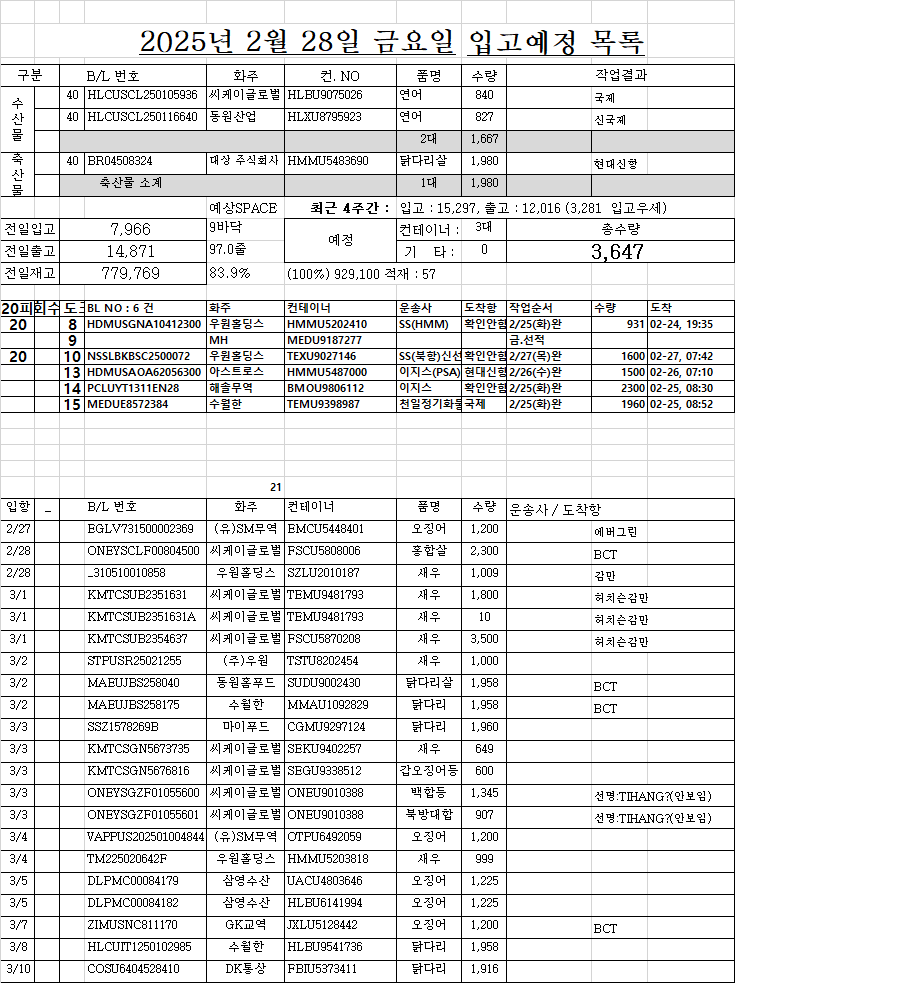 2025년 2월 28일 금요일 입고예정 목록
구분 B/L 번호 화주 컨. NO 품명 수량 작업결과
수산물
40 HLCUSCL250105936 씨케이글로벌 HLBU9075026 연어 840 국제
40 HLCUSCL250116640 동원산업 HLXU8795923 연어 827 신국제
2대 1,667
축산물
40 BR04508324 대상 주식회사 HMMU5483690 닭다리살 1,980 현대신항
축산물 소계 1대 1,980
예상SPACE 최근 4주간 : 입고 : 15,297, 출고 : 12,016 (3,281 입고우세)
전일입고 7,966 9바닥 예정 컨테이너 : 3대 총수량
전일출고 14,871 97.0줄 기 타 : 0 3,647
전일재고 779,769 83.9% (100%) 929,100 적재 : 57
20피 회수 도크 BL NO : 6 건 화주 컨테이너 운송사 도착항 작업순서 수량 도착
20 8 HDMUSGNA10412300 우원홀딩스 HMMU5202410 SS(HMM) 확인안함 2/25(화)완 931 02-24, 19:35
9 MH MEDU9187277 금.선적
20 10 NSSLBKBSC2500072 우원홀딩스 TEXU9027146 SS(북항)신선 확인안함 2/27(목)완 1600 02-27, 07:42
13 HDMUSAOA62056300 아스트로스 HMMU5487000 이지스(PSA) 현대신항 2/26(수)완 1500 02-26, 07:10
14 PCLUYT1311EN28 해솔무역 BMOU9806112 이지스 확인안함 2/25(화)완 2300 02-25, 08:30
15 MEDUE8572384 수월한 TEMU9398987 천일정기화물 국제 2/25(화)완 1960 02-25, 08:52
21
입항 _ B/L 번호 화주 컨테이너 품명 수량 운송사 / 도착항
2/27 EGLV731500002369 (유)SM무역 EMCU5448401 오징어 1,200 에버그린
2/28 ONEYSCLF00804500 씨케이글로벌 FSCU5808006 홍합살 2,300 BCT
2/28 _310510010858 우원홀딩스 SZLU2010187 새우 1,009 감만
3/1 KMTCSUB2351631 씨케이글로벌 TEMU9481793 새우 1,800 허치슨감만
3/1 KMTCSUB2351631A 씨케이글로벌 TEMU9481793 새우 10 허치슨감만
3/1 KMTCSUB2354637 씨케이글로벌 FSCU5870208 새우 3,500 허치슨감만
3/2 STPUSR25021255 (주)우원 TSTU8202454 새우 1,000
3/2 MAEUJBS258040 동원홈푸드 SUDU9002430 닭다리살 1,958 BCT
3/2 MAEUJBS258175 수월한 MMAU1092829 닭다리 1,958 BCT
3/3 SSZ1578269B 마이푸드 CGMU9297124 닭다리 1,960
3/3 KMTCSGN5673735 씨케이글로벌 SEKU9402257 새우 649
3/3 KMTCSGN5676816 씨케이글로벌 SEGU9338512 갑오징어등 600
3/3 ONEYSGZF01055600 씨케이글로벌 ONEU9010388 백합등 1,345 선명:TIHANG?(안보임)
3/3 ONEYSGZF01055601 씨케이글로벌 ONEU9010388 북방대합 907 선명:TIHANG?(안보임)
3/4 VAPPUS202501004844 (유)SM무역 OTPU6492059 오징어 1,200
3/4 TM225020642F 우원홀딩스 HMMU5203818 새우 999
3/5 DLPMC00084179 삼영수산 UACU4803646 오징어 1,225
3/5 DLPMC00084182 삼영수산 HLBU6141994 오징어 1,225
3/7 ZIMUSNC811170 GK교역 JXLU5128442 오징어 1,200 BCT
3/8 HLCUIT1250102985 수월한 HLBU9541736 닭다리 1,958
3/10 COSU6404528410 DK통상 FBIU5373411 닭다리 1,916